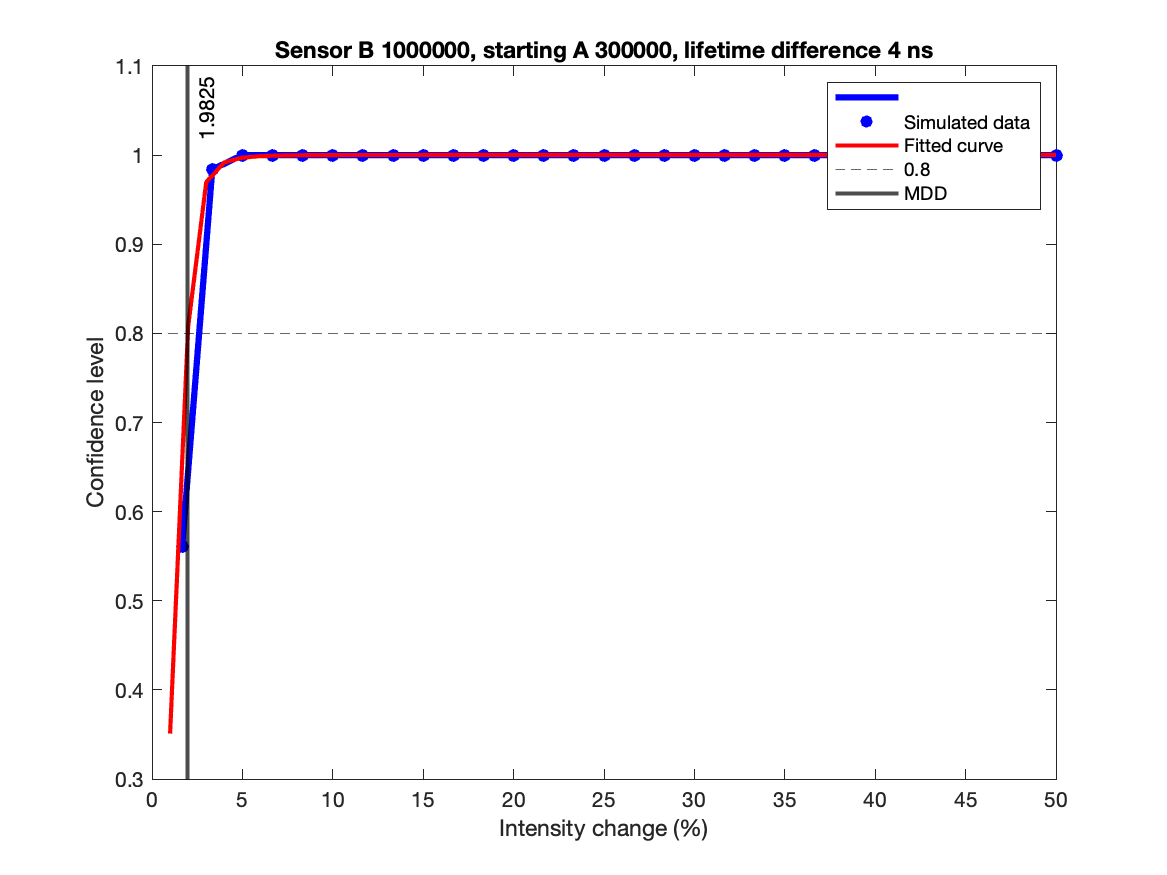 Sensor B 1000000, starting A 300000, lifetime difference 4 ns
1.1
1
0.9
0.8
0.7
0.6
0.5
0.4
0.3
Confidence level
1.9825
Simulated data
Fitted curve
0.8
MDD
0 5 10 15 20 25 30 35 40 45 50
Intensity change (%)